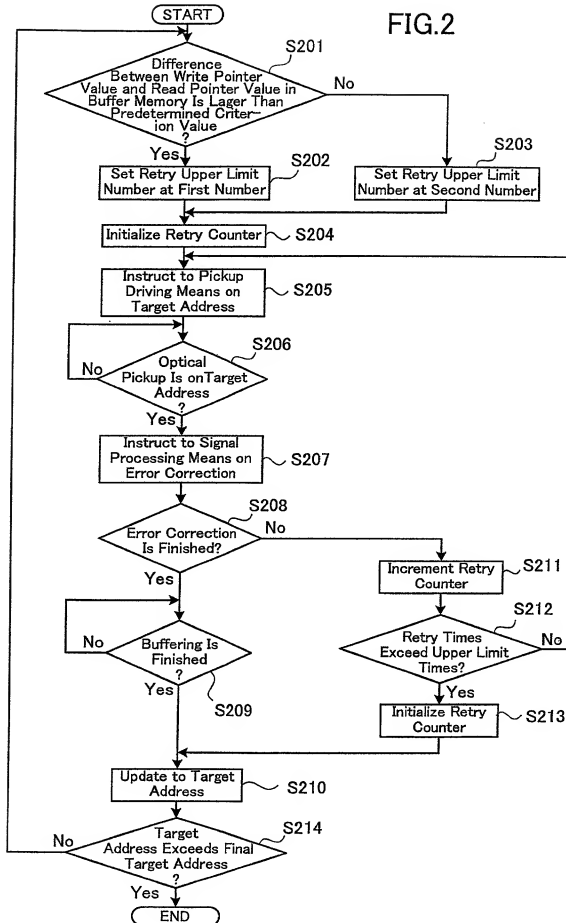 START
FIG.2
S201
Difference
Between Write Pointer
Value and Read Pointer Value in
Buffer Memory Is Lager Than
Predetermined Criter-
ion Value
?
No
Yes
S202
Set Retry Upper Limit
Number at First Number
S203
Set Retry Upper Limit
Number at Second Number
Initialize Retry Counter
S204
Instruct to Pickup
Driving Means on
Target Address
S205
S206
No
Optical
Pickup Is onTarget
Address
?
Yes
Instruct to Signal
Processing Means on
Error Correction
S207
S208
Error Correction
Is Finished?
No
Yes
Increment Retry
Counter
S211
S212
Retry Times
Exceed Upper Limit
Times?
No
Yes
No
Buffering Is
Finished
?
Yes
S209
Initialize Retry
Counter
S213
Update to Target
Address
S210
S214
No
Target
Address Exceeds Final
Target Address
?
Yes
END